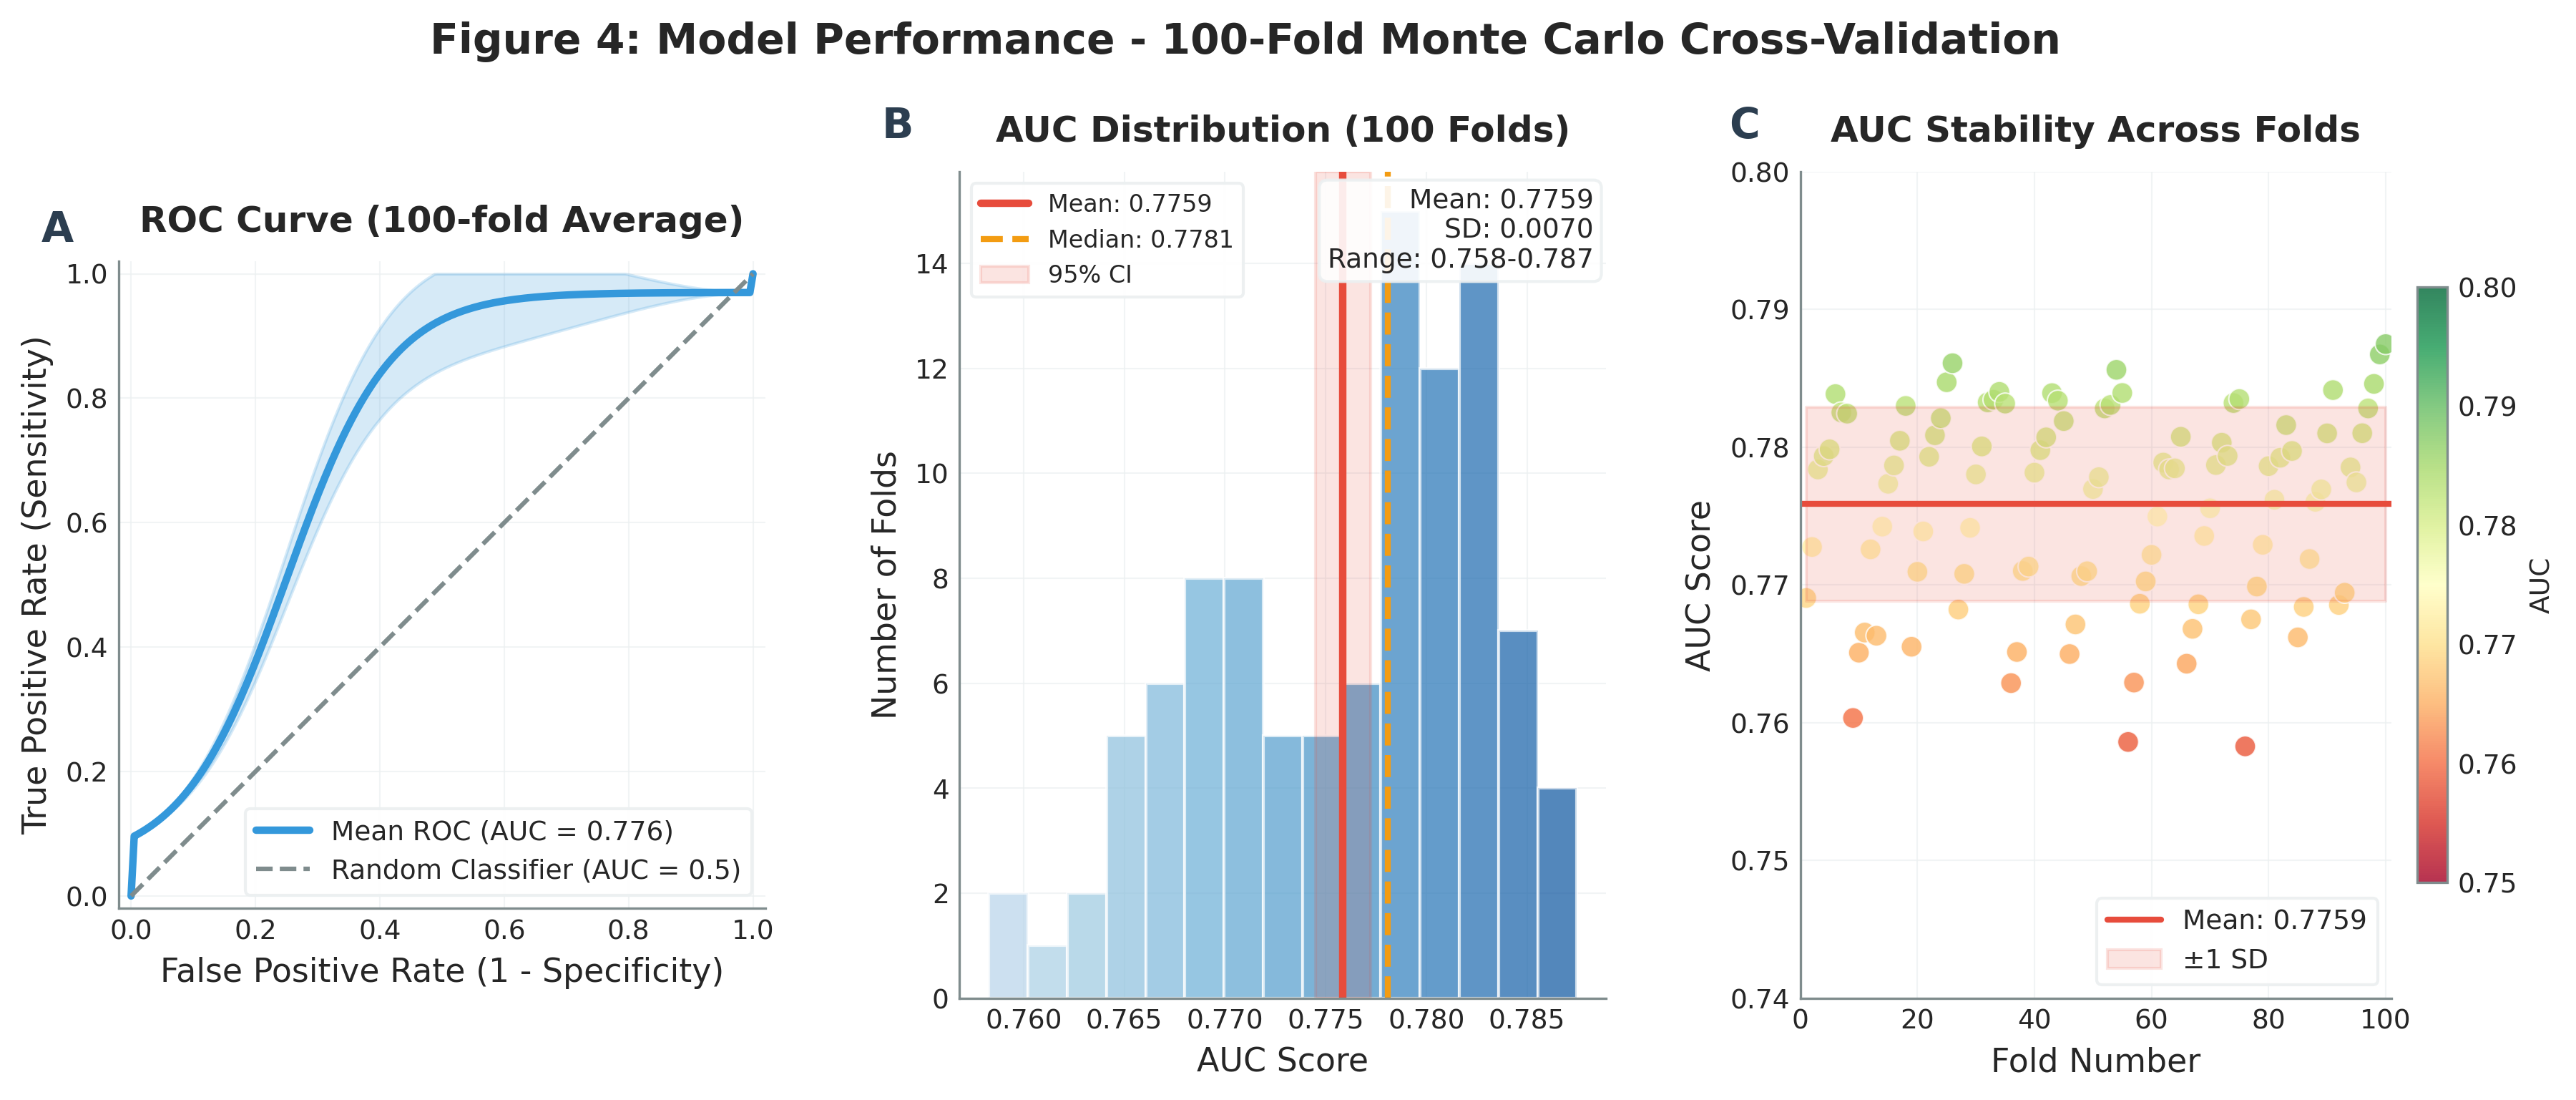 Figure 4: Model Performance - 100-Fold Monte Carlo Cross-Validation
A
ROC Curve (100-fold Average)
True Positive Rate (Sensitivity)
1.0
0.8
0.6
0.4
0.2
0.0
Mean ROC (AUC = 0.776)
Random Classifier (AUC = 0.5)
0.0 0.2 0.4 0.6 0.8 1.0
False Positive Rate (1 - Specificity)
B
AUC Distribution (100 Folds)
Mean: 0.7759
Median: 0.7781
95% CI
Mean: 0.7759
SD: 0.0070
Range: 0.758-0.787
Number of Folds
14
12
10
8
6
4
2
0
0.760 0.765 0.770 0.775 0.780 0.785
AUC Score
C
AUC Stability Across Folds
AUC Score
0.80
0.79
0.78
0.77
0.76
0.75
0.74
Mean: 0.7759
±1 SD
0 20 40 60 80 100
Fold Number
0.80
0.79
0.78
0.77
0.76
0.75
AUC